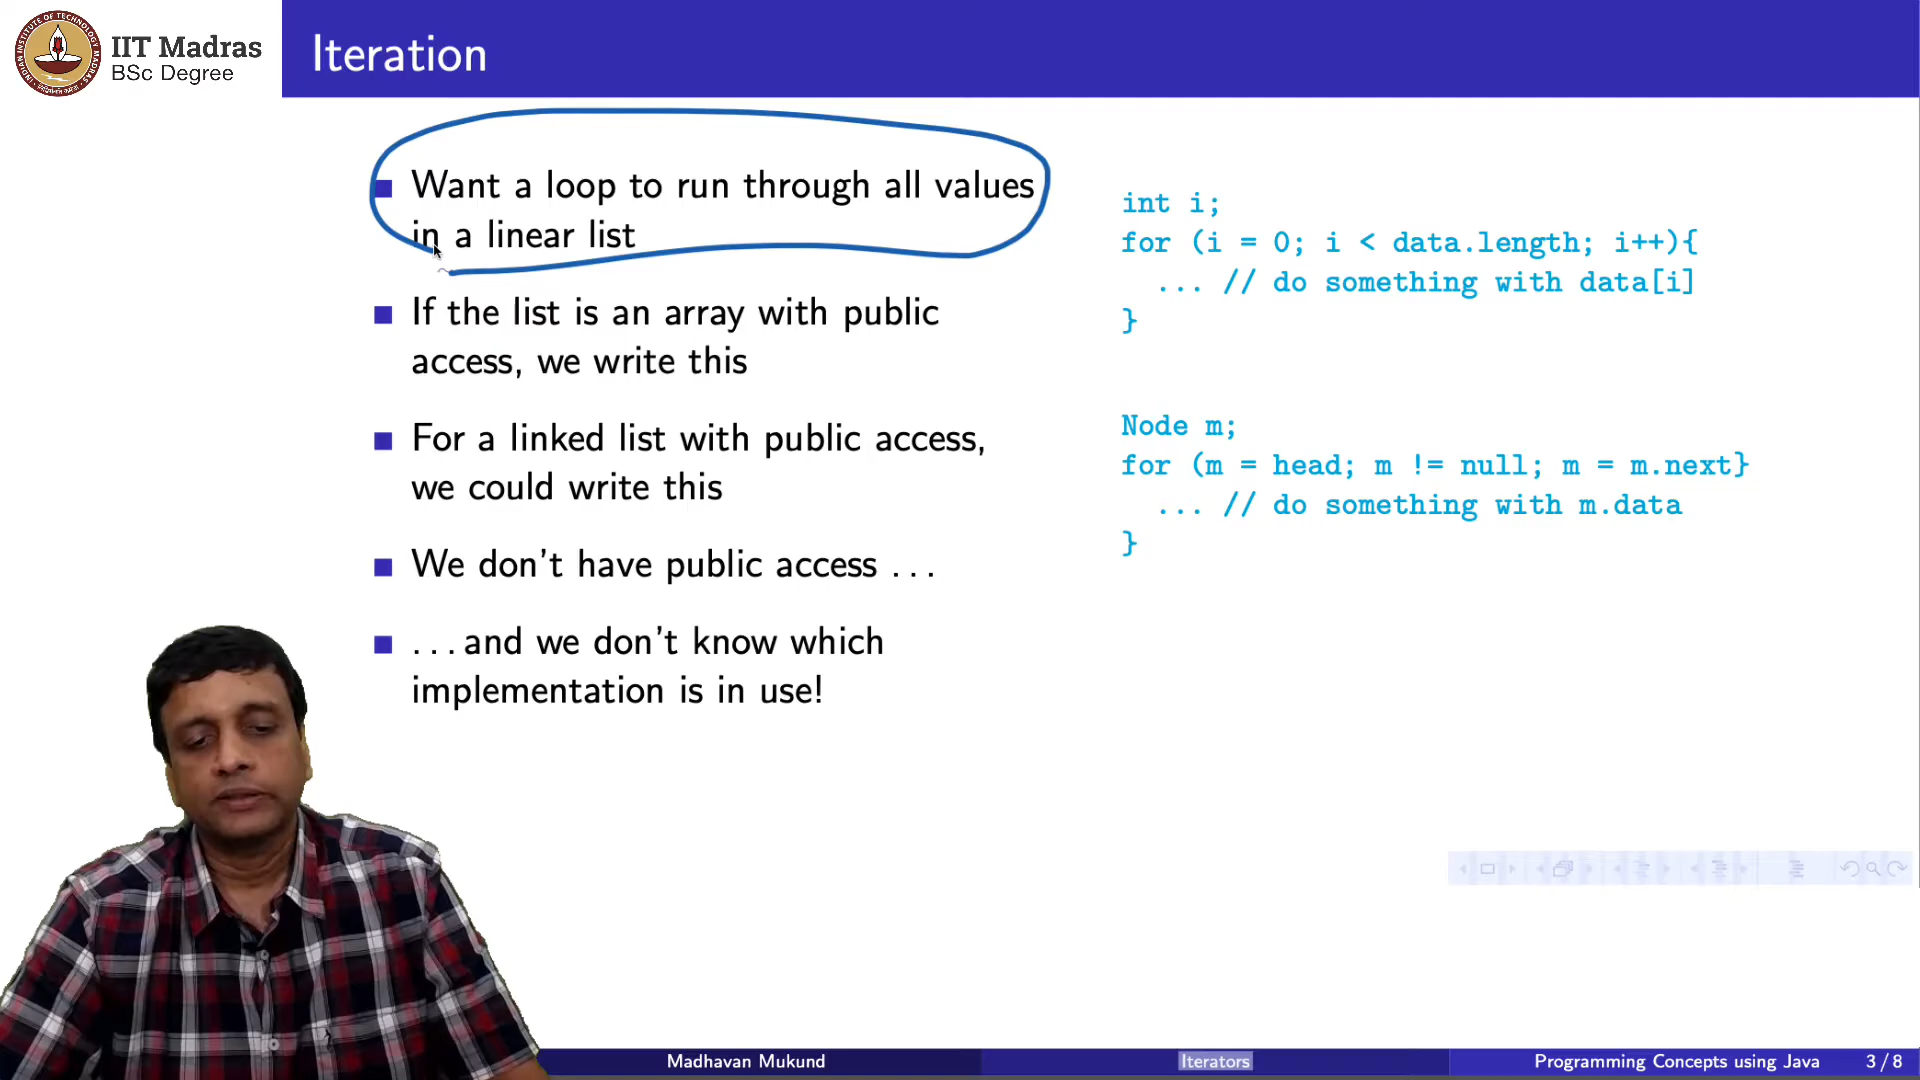 IIT Madras
BSc Degree
Iteration
Want a loop to run through all values
in a linear list
If the list is an array with public
access, we write this
For a linked list with public access,
we could write this
We don't have public access ...
... and we don't know which
implementation is in use!
int i;
for (i = 0; i < data.length; i++){
... // do something with data[i]
}
Node m;
for (m = head; m != null; m = m.next}
... // do something with m.data
}
Madhavan Mukund
Iterators
Programming Concepts using Java
3 / 8